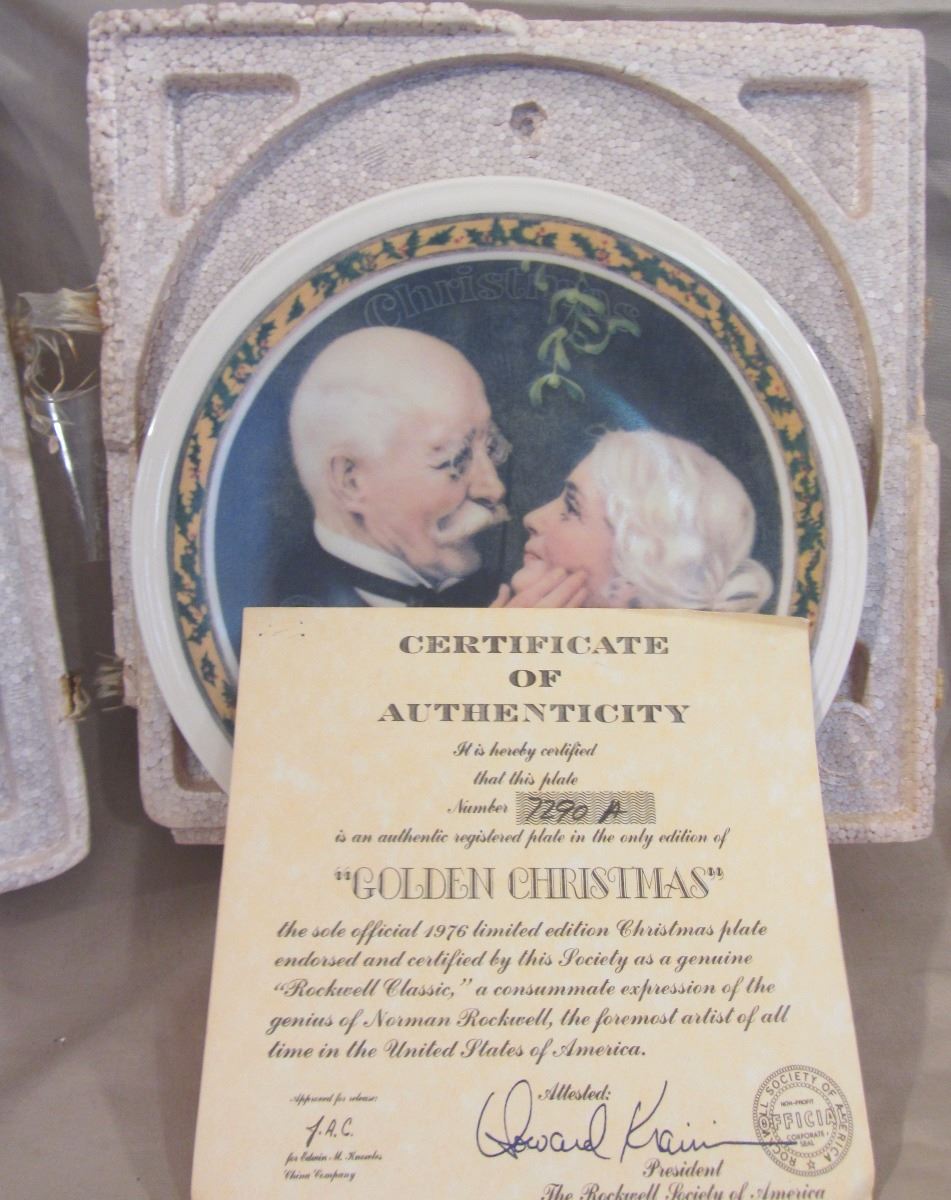 Christmas
CERTIFICATE
OF
AUTHENTICITY
It is hereby certified
that this plate
Number 7290 A
is an authentic registered plate in the only edition of
"GOLDEN CHRISTMAS"
the sole official 1976 limited edition Christmas plate
endorsed and certified by this Society as a genuine
"Rockwell Classic," a consummate expression of the
genius of Norman Rockwell, the foremost artist of all
time in the United States of America.
Approved for release:
J.A.C.
for Edwin M. Knowles
China Company
Attested:
Howard
President
The Rockwell Society of America
ROCKWELL SOCIETY OF AMERICA
NON-PROFIT
OFFICIAL
CORPORATE
SEAL